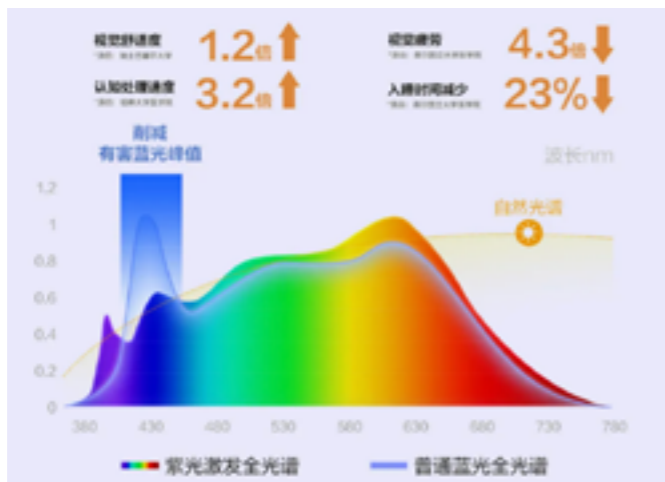 视觉舒适度
1.2倍
视觉疲劳
4.3倍
认知处理速度
3.2倍
入睡时间减少
23%
削减
有害蓝光峰值
波长nm
自然光谱
1.2
1
0.8
0.6
0.4
0.2
0
380 430 480 530 580 630 680 730 780
紫光激发全光谱
普通蓝光全光谱